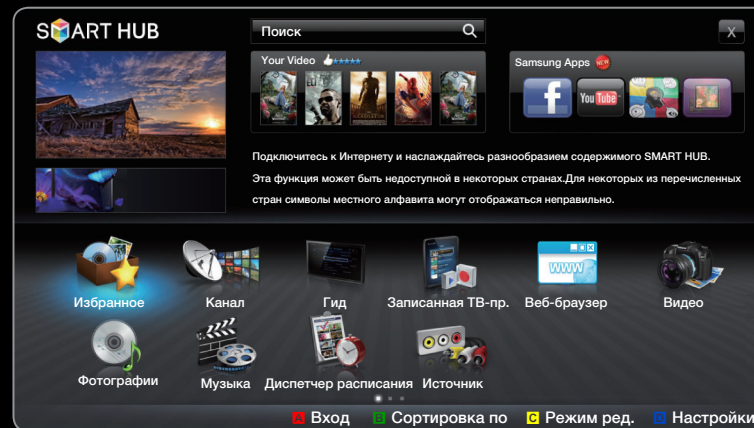 SMART HUB
Поиск
X
Your Video
Samsung Apps NEW
You Tube
Подключитесь к Интернету и наслаждайтесь разнообразием содержимого SMART HUB.
Эта функция может быть недоступной в некоторых странах.Для некоторых из перечисленных
стран символы местного алфавита могут отображаться неправильно.
WWW
Избранное Канал Гид Записанная ТВ-пр. Веб-браузер Видео
Фотографии Музыка Диспетчер расписания Источник
A Вход B Сортировка по C Режим ред. D Настройки